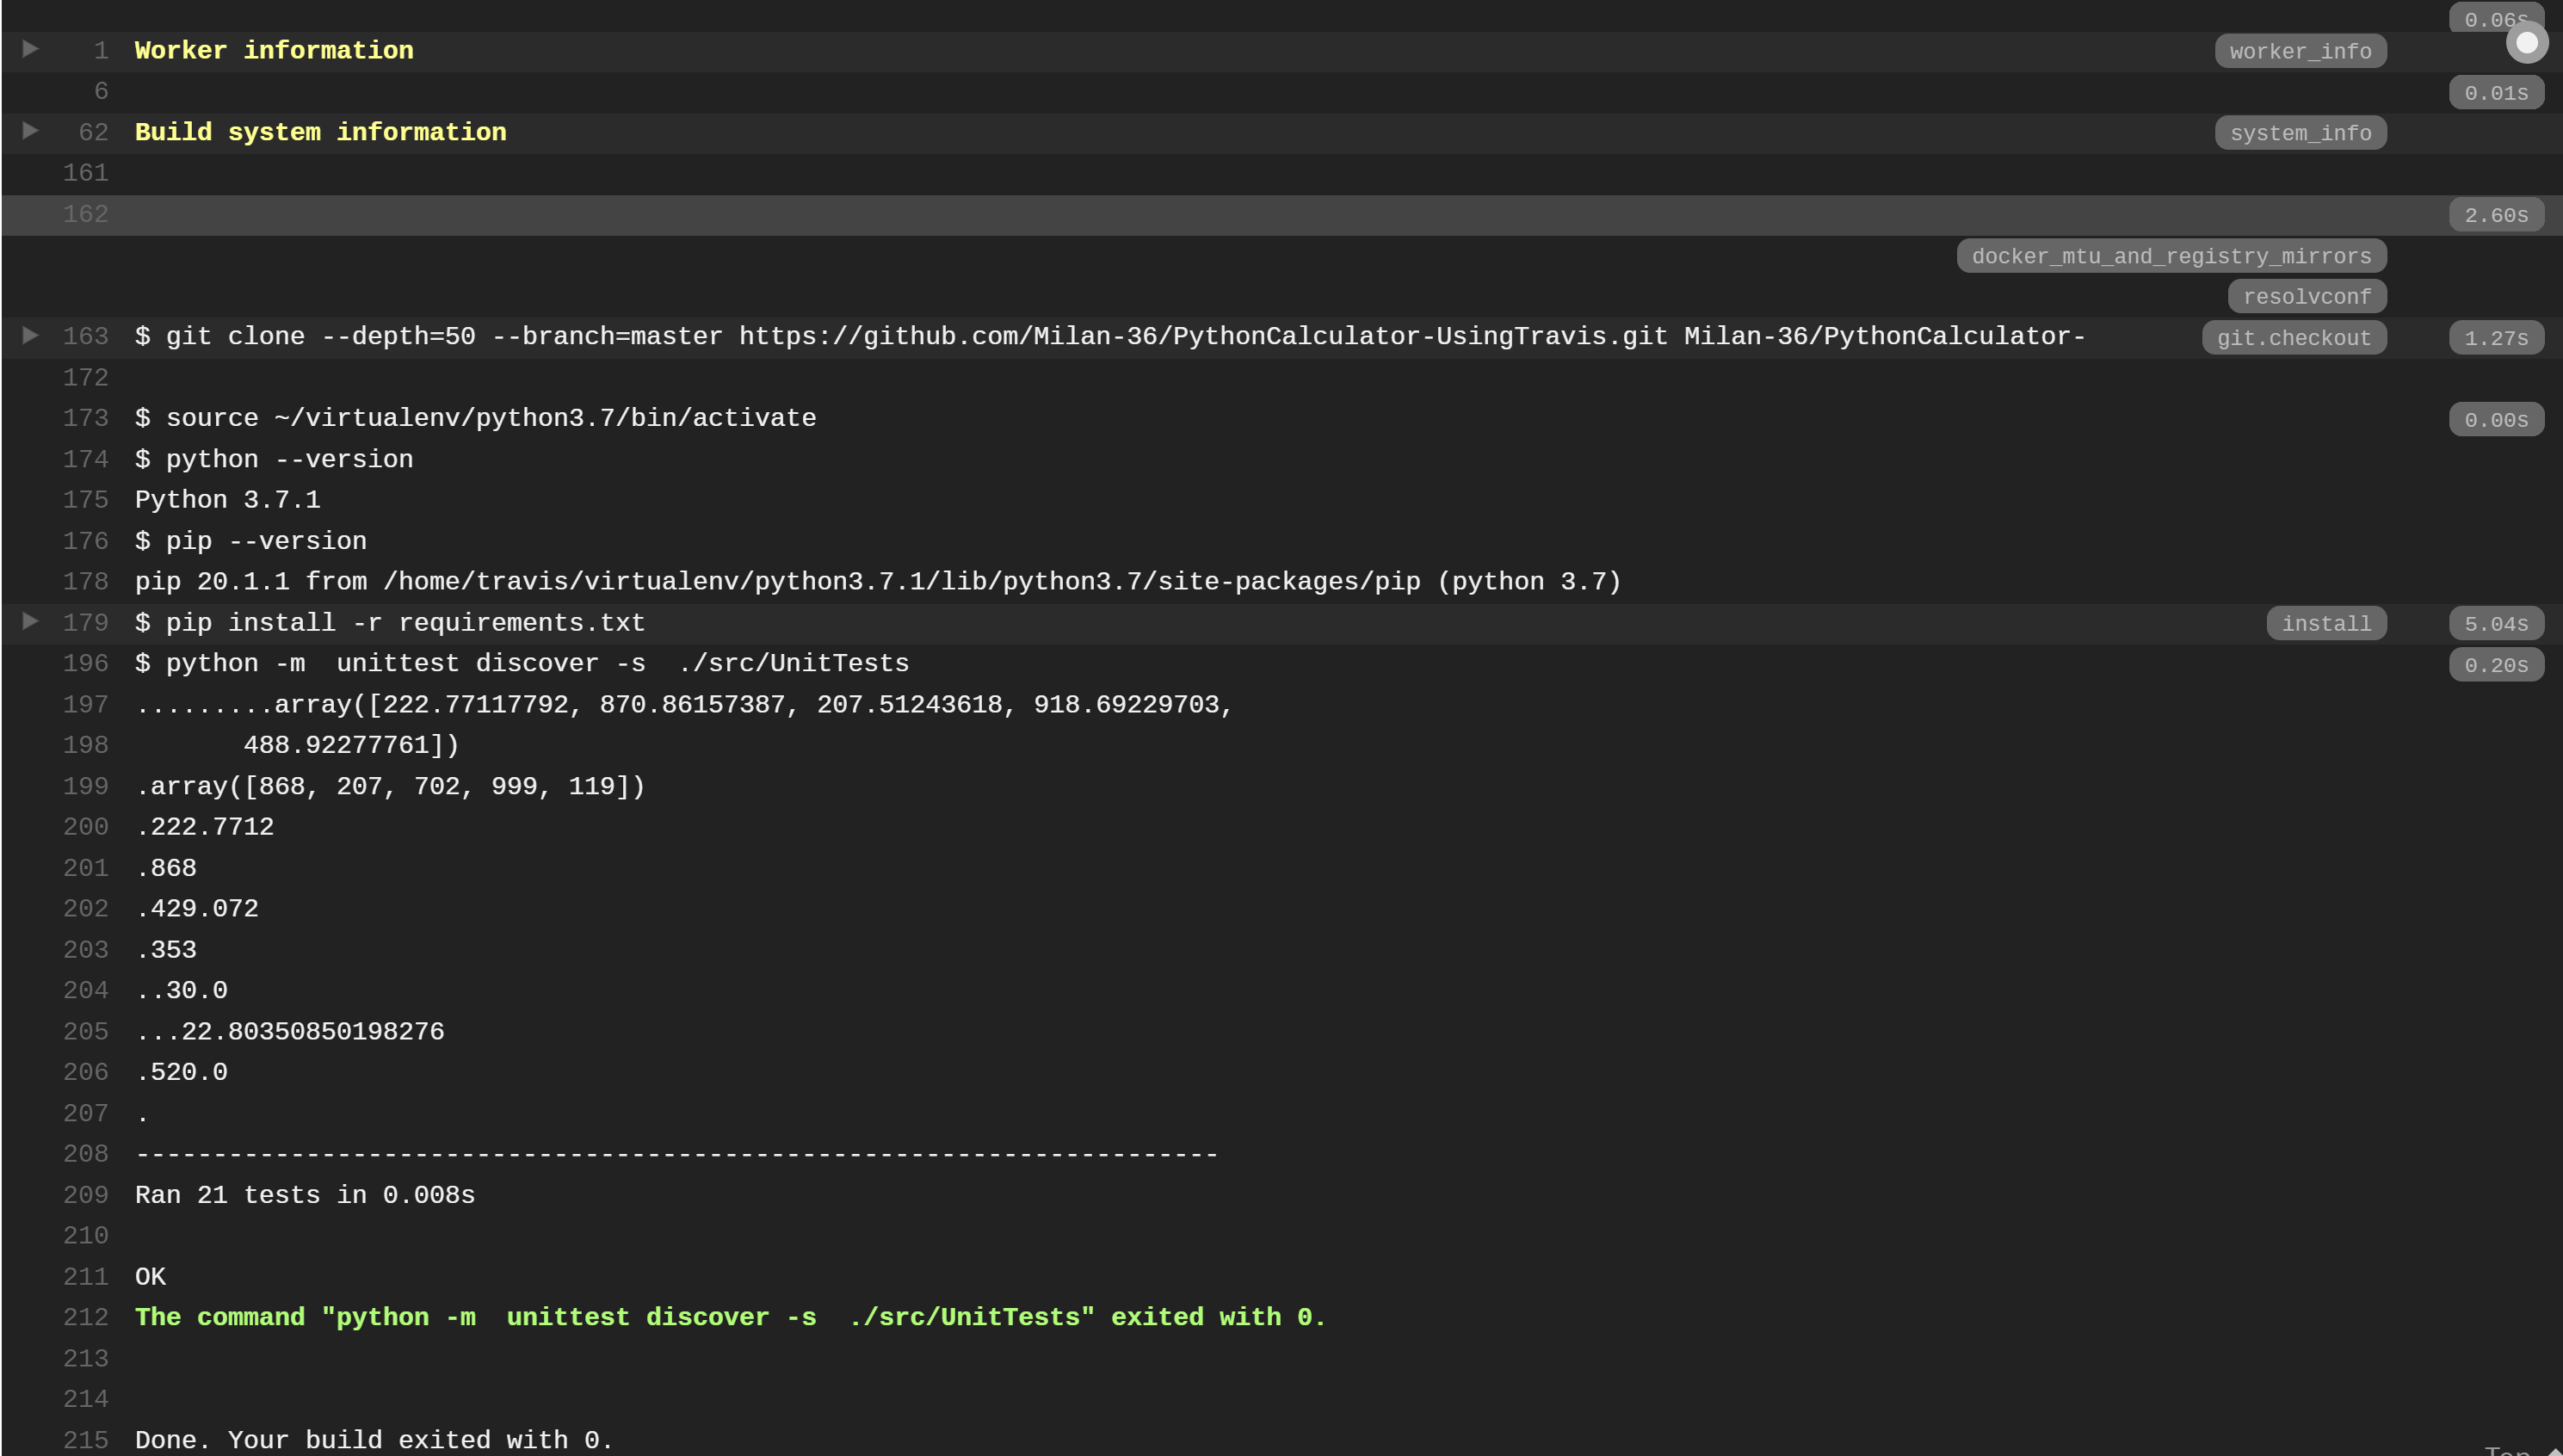 0.06s
1 Worker information worker_info
6 0.01s
62 Build system information system_info
161
162 2.60s
docker_mtu_and_registry_mirrors
resolvconf
163 $ git clone --depth=50 --branch=master https://github.com/Milan-36/PythonCalculator-UsingTravis.git Milan-36/PythonCalculator- git.checkout 1.27s
172
173 $ source ~/virtualenv/python3.7/bin/activate 0.00s
174 $ python --version
175 Python 3.7.1
176 $ pip --version
178 pip 20.1.1 from /home/travis/virtualenv/python3.7.1/lib/python3.7/site-packages/pip (python 3.7)
179 $ pip install -r requirements.txt install 5.04s
196 $ python -m  unittest discover -s  ./src/UnitTests 0.20s
197 .........array([222.77117792, 870.86157387, 207.51243618, 918.69229703,
198        488.92277761])
199 .array([868, 207, 702, 999, 119])
200 .222.7712
201 .868
202 .429.072
203 .353
204 ..30.0
205 ...22.80350850198276
206 .520.0
207 .
208 ----------------------------------------------------------------------
209 Ran 21 tests in 0.008s
210
211 OK
212 The command "python -m  unittest discover -s  ./src/UnitTests" exited with 0.
213
214
215 Done. Your build exited with 0.
Top